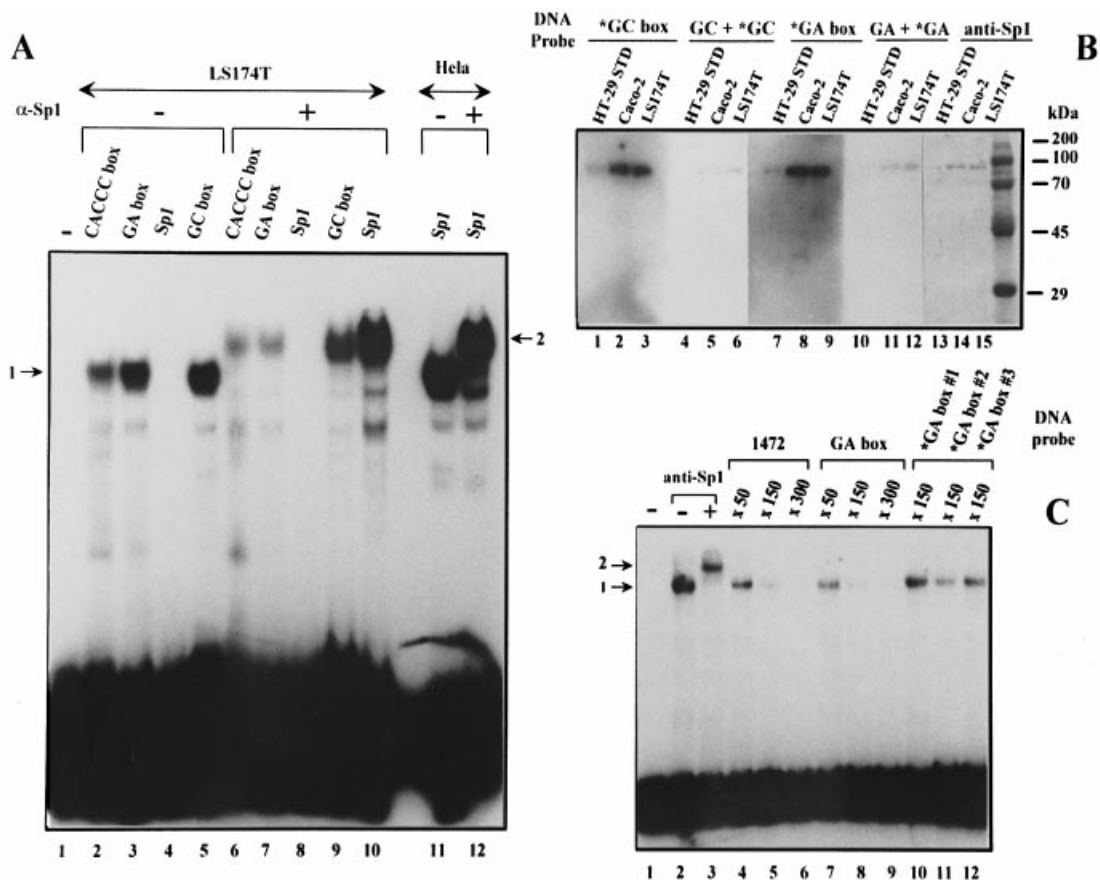 A
LS174T
Hela
α-Sp1
-
+
-
+
-
CACCC box
GA box
Sp1
GC box
CACCC box
GA box
Sp1
GC box
Sp1
Sp1
Sp1
1
2
1 2 3 4 5 6 7 8 9 10 11 12
B
DNA Probe
*GC box
GC + *GC
*GA box
GA + *GA
anti-Sp1
HT-29 STD
Caco-2
LS174T
HT-29 STD
Caco-2
LS174T
HT-29 STD
Caco-2
LS174T
HT-29 STD
Caco-2
LS174T
HT-29 STD
Caco-2
LS174T
kDa
200
100
70
45
29
1 2 3 4 5 6 7 8 9 10 11 12 13 14 15
C
DNA probe
anti-Sp1
1472
GA box
*GA box #1
*GA box #2
*GA box #3
-
-
+
x 50
x 150
x 300
x 50
x 150
x 300
x 150
x 150
x 150
2
1
1 2 3 4 5 6 7 8 9 10 11 12